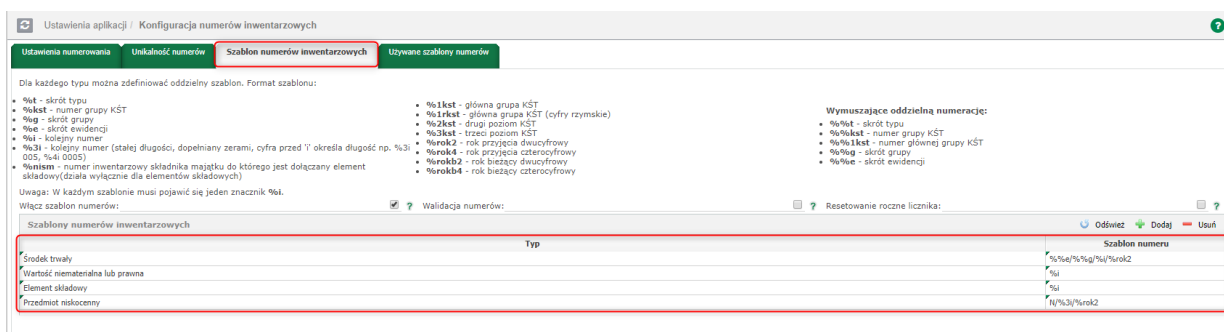 Ustawienia aplikacji / Konfiguracja numerów inwentarzowych
?
Ustawienia numerowania
Unikalność numerów
Szablon numerów inwentarzowych
Używane szablony numerów
Dla każdego typu można zdefiniować oddzielny szablon. Format szablonu:
%t - skrót typu
%kst - numer grupy KŚT
%g - skrót grupy
%e - skrót ewidencji
%i - kolejny numer
%3i - kolejny numer (stałej długości, dopełniany zerami, cyfra przed 'i' określa długość np. %3i
005, %4i 0005)
%nism - numer inwentarzowy składnika majątku do którego jest dołączany element
składowy(działa wyłącznie dla elementów składowych)
%1kst - główna grupa KŚT
%1rkst - główna grupa KŚT (cyfry rzymskie)
%2kst - drugi poziom KŚT
%3kst - trzeci poziom KŚT
%rok2 - rok przyjęcia dwucyfrowy
%rok4 - rok przyjęcia czterocyfrowy
%rokb2 - rok bieżący dwucyfrowy
%rokb4 - rok bieżący czterocyfrowy
Wymuszające oddzielną numerację:
%%t - skrót typu
%%kst - numer grupy KŚT
%%1kst - numer głównej grupy KŚT
%%g - skrót grupy
%%e - skrót ewidencji
Uwaga: W każdym szablonie musi pojawić się jeden znacznik %i.
Włącz szablon numerów: ?
Walidacja numerów: ?
Resetowanie roczne licznika: ?
Szablony numerów inwentarzowych
Odśwież Dodaj Usuń
Typ Szablon numeru
Środek trwały %%e/%%g/%i/%rok2
Wartość niematerialna lub prawna %i
Element składowy %i
Przedmiot niskocenny N/%3i/%rok2